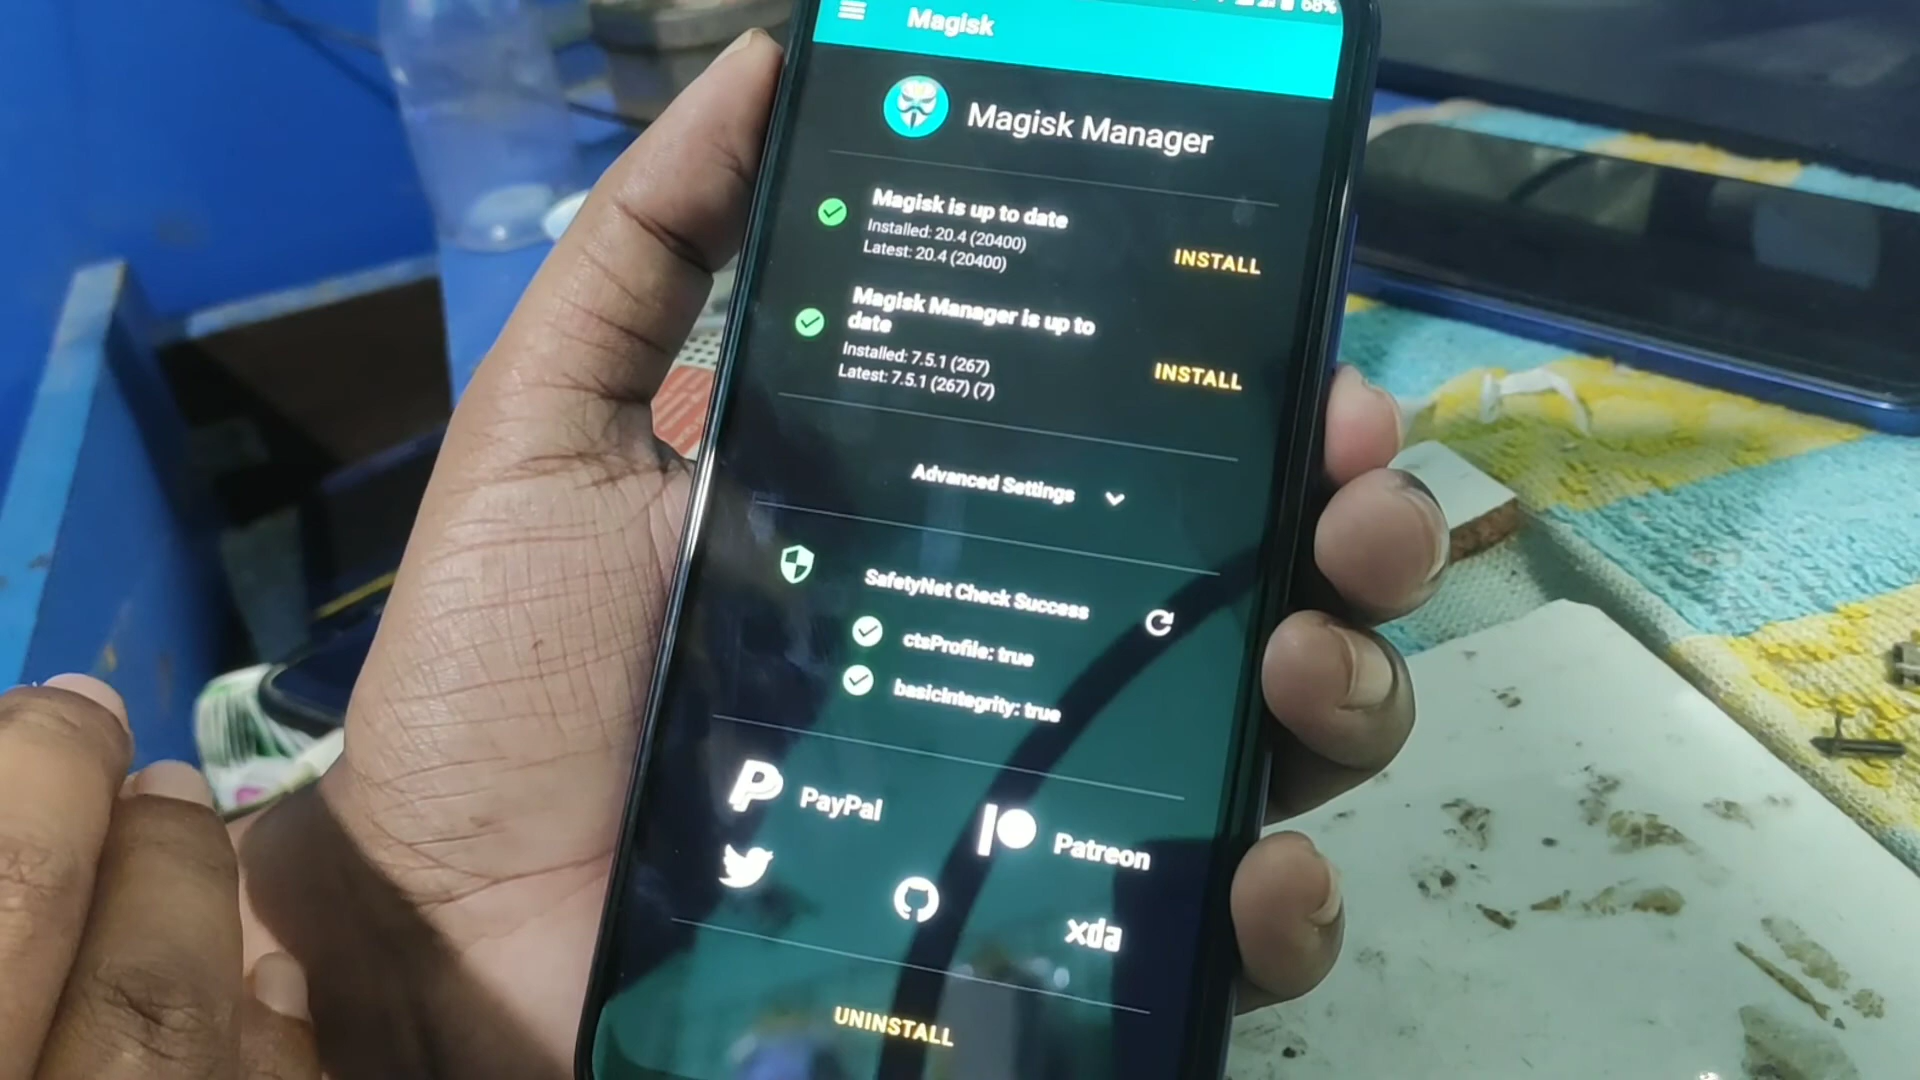 68%
Magisk
Magisk Manager
Magisk is up to date
Installed: 20.4 (20400)
Latest: 20.4 (20400)
INSTALL
Magisk Manager is up to
date
Installed: 7.5.1 (267)
Latest: 7.5.1 (267) (7)
INSTALL
Advanced Settings
SafetyNet Check Success
ctsProfile: true
basicIntegrity: true
PayPal
Patreon
xda
UNINSTALL